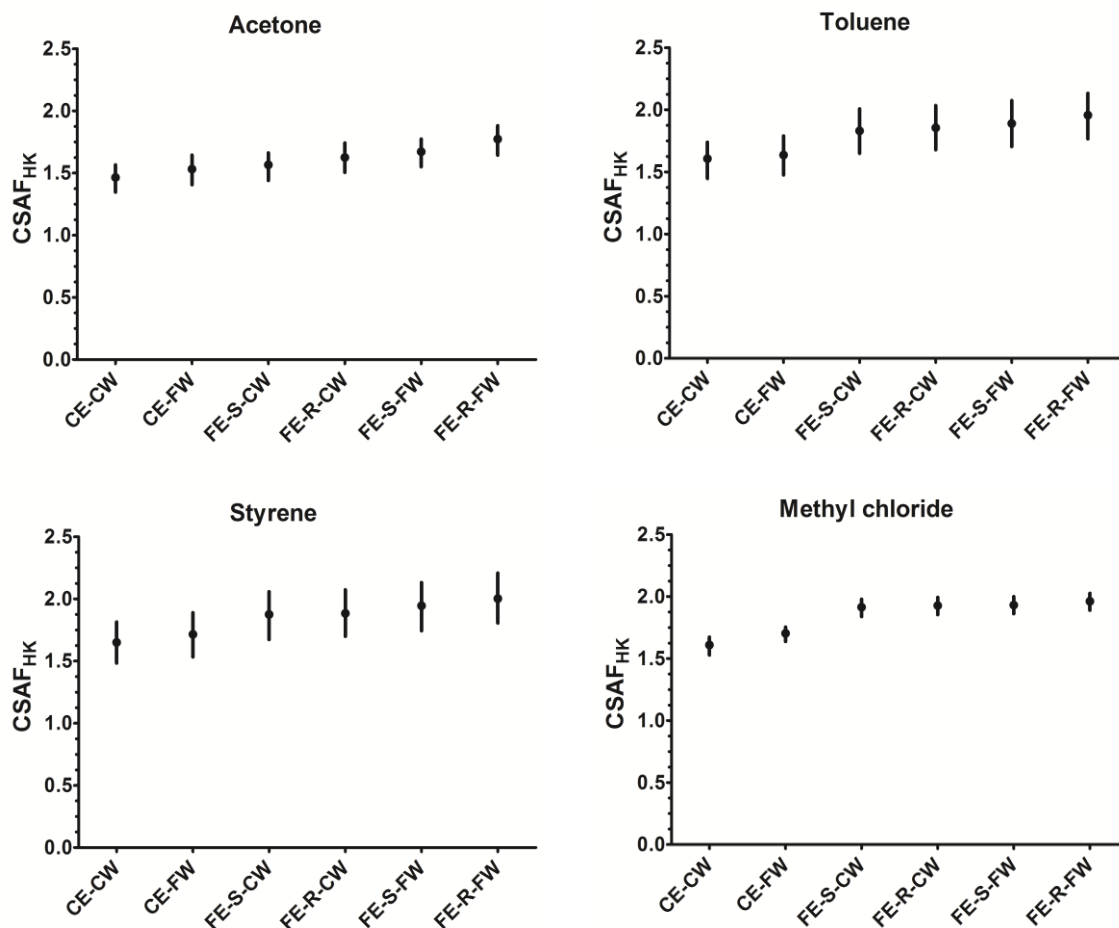 Acetone
2.5
2.0
1.5
1.0
0.5
0.0
CSAF_HK
CE-CW
CE-FW
FE-S-CW
FE-R-CW
FE-S-FW
FE-R-FW
Toluene
2.5
2.0
1.5
1.0
0.5
0.0
CSAF_HK
CE-CW
CE-FW
FE-S-CW
FE-R-CW
FE-S-FW
FE-R-FW
Styrene
2.5
2.0
1.5
1.0
0.5
0.0
CSAF_HK
CE-CW
CE-FW
FE-S-CW
FE-R-CW
FE-S-FW
FE-R-FW
Methyl chloride
2.5
2.0
1.5
1.0
0.5
0.0
CSAF_HK
CE-CW
CE-FW
FE-S-CW
FE-R-CW
FE-S-FW
FE-R-FW